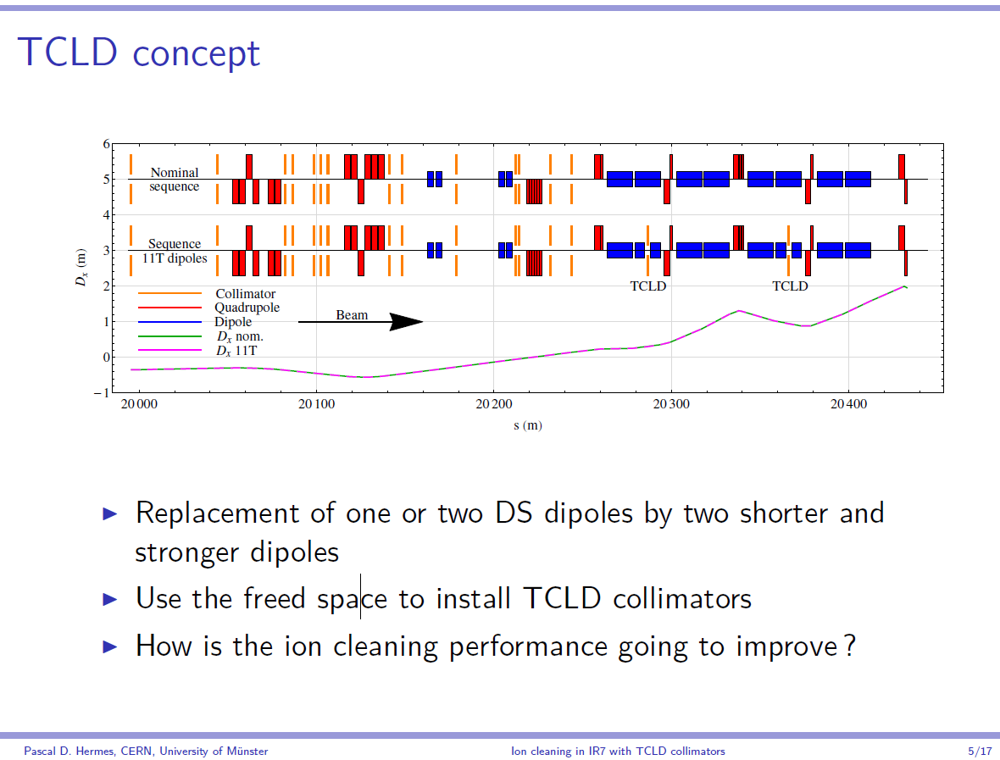 TCLD concept
6
Nominal
5
sequence
4
Sequence
3
11T dipoles
D_x (m)
TCLD
TCLD
2
Collimator
Quadrupole
Beam
1
Dipole
D_x nom.
0
D_x 11T
−1
20 000
20 100
20 200
20 300
20 400
s (m)
▶ Replacement of one or two DS dipoles by two shorter and
stronger dipoles
▶ Use the freed space to install TCLD collimators
▶ How is the ion cleaning performance going to improve ?
Pascal D. Hermes, CERN, University of Münster
Ion cleaning in IR7 with TCLD collimators
5/17